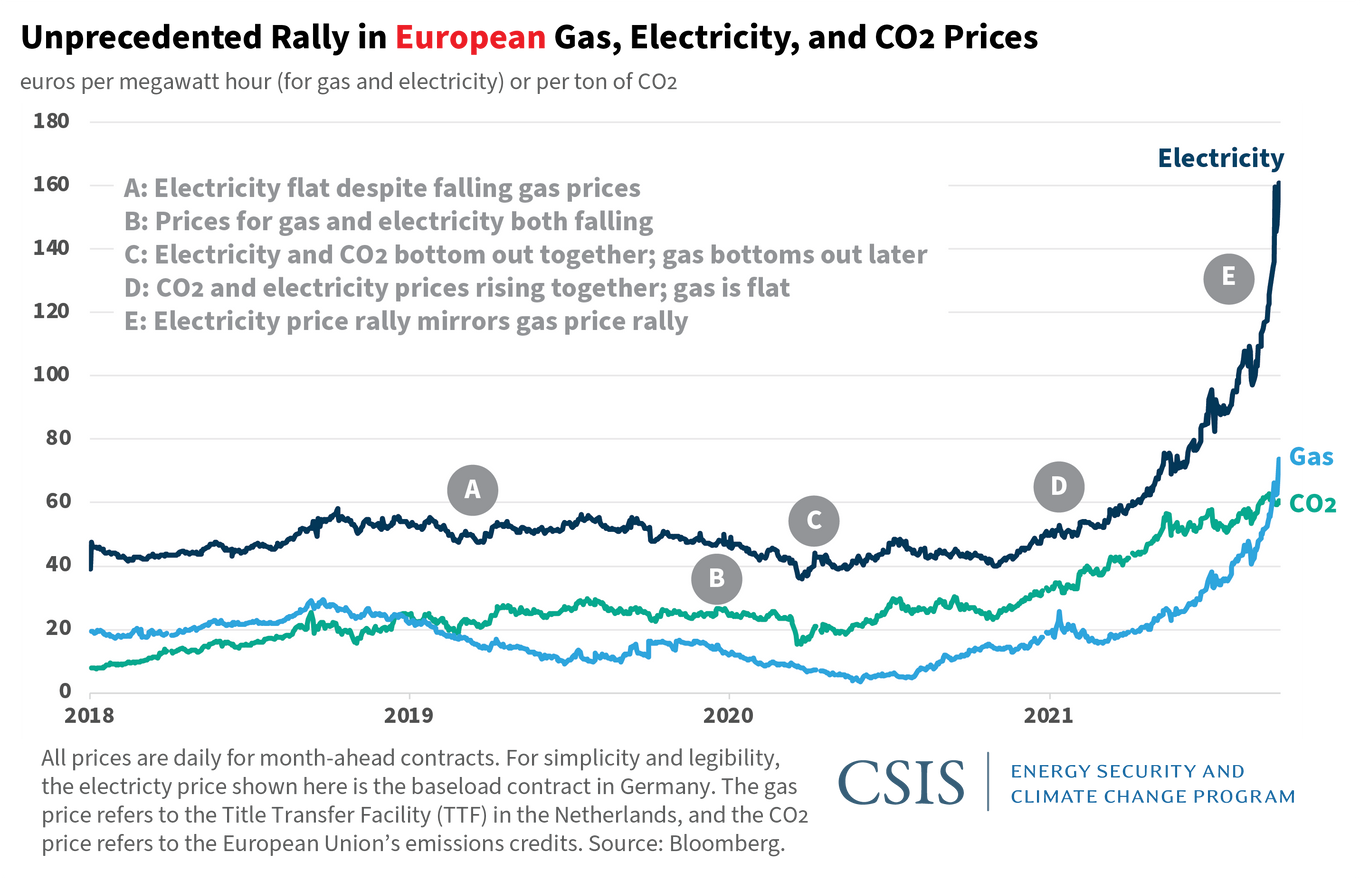 Unprecedented Rally in European Gas, Electricity, and CO2 Prices
euros per megawatt hour (for gas and electricity) or per ton of CO2
180
160
140
120
100
80
60
40
20
0
Electricity
A: Electricity flat despite falling gas prices
B: Prices for gas and electricity both falling
C: Electricity and CO2 bottom out together; gas bottoms out later
D: CO2 and electricity prices rising together; gas is flat
E: Electricity price rally mirrors gas price rally
E
Gas
A
D
CO2
C
B
2018
2019
2020
2021
All prices are daily for month-ahead contracts. For simplicity and legibility,
the electricty price shown here is the baseload contract in Germany. The gas
price refers to the Title Transfer Facility (TTF) in the Netherlands, and the CO2
price refers to the European Union’s emissions credits. Source: Bloomberg.
CSIS
ENERGY SECURITY AND
CLIMATE CHANGE PROGRAM